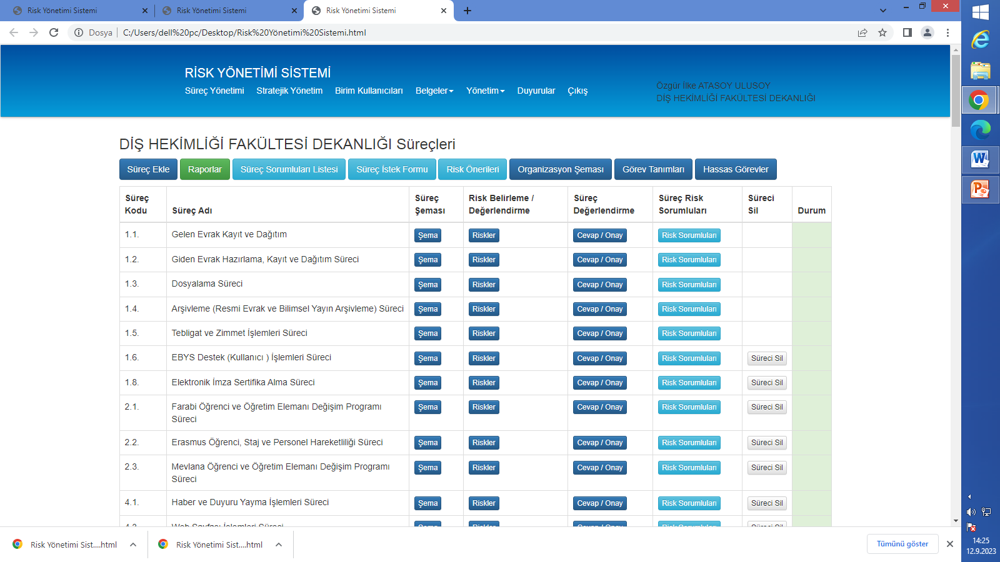 Risk Yönetimi Sistemi
Risk Yönetimi Sistemi
Risk Yönetimi Sistemi
Dosya
C:/Users/dell%20pc/Desktop/Risk%20Yönetimi%20Sistemi.html
RİSK YÖNETİMİ SİSTEMİ
Süreç Yönetimi Stratejik Yönetim Birim Kullanıcıları Belgeler Yönetim Duyurular Çıkış
Özgür İlke ATASOY ULUSOY
DİŞ HEKİMLİĞİ FAKÜLTESİ DEKANLIĞI
DİŞ HEKİMLİĞİ FAKÜLTESİ DEKANLIĞI Süreçleri
Süreç Ekle Raporlar Süreç Sorumluları Listesi Süreç İstek Formu Risk Önerileri Organizasyon Şeması Görev Tanımları Hassas Görevler
Süreç Kodu Süreç Adı Süreç Şeması Risk Belirleme / Değerlendirme Süreç Değerlendirme Süreç Risk Sorumluları Süreci Sil Durum
1.1. Gelen Evrak Kayıt ve Dağıtım Şema Riskler Cevap / Onay Risk Sorumluları
1.2. Giden Evrak Hazırlama, Kayıt ve Dağıtım Süreci Şema Riskler Cevap / Onay Risk Sorumluları
1.3. Dosyalama Süreci Şema Riskler Cevap / Onay Risk Sorumluları
1.4. Arşivleme (Resmi Evrak ve Bilimsel Yayın Arşivleme) Süreci Şema Riskler Cevap / Onay Risk Sorumluları
1.5. Tebligat ve Zimmet İşlemleri Süreci Şema Riskler Cevap / Onay Risk Sorumluları
1.6. EBYS Destek (Kullanıcı ) İşlemleri Süreci Şema Riskler Cevap / Onay Risk Sorumluları Süreci Sil
1.8. Elektronik İmza Sertifika Alma Süreci Şema Riskler Cevap / Onay Risk Sorumluları Süreci Sil
2.1. Farabi Öğrenci ve Öğretim Elemanı Değişim Programı Şema Riskler Cevap / Onay Risk Sorumluları Süreci Sil
Süreci
2.2. Erasmus Öğrenci, Staj ve Personel Hareketliliği Süreci Şema Riskler Cevap / Onay Risk Sorumluları Süreci Sil
2.3. Mevlana Öğrenci ve Öğretim Elemanı Değişim Programı Şema Riskler Cevap / Onay Risk Sorumluları Süreci Sil
Süreci
4.1. Haber ve Duyuru Yayma İşlemleri Süreci Şema Riskler Cevap / Onay Risk Sorumluları Süreci Sil
Risk Yönetimi Sist....html
Risk Yönetimi Sist....html
Tümünü göster
14:25
12.9.2023